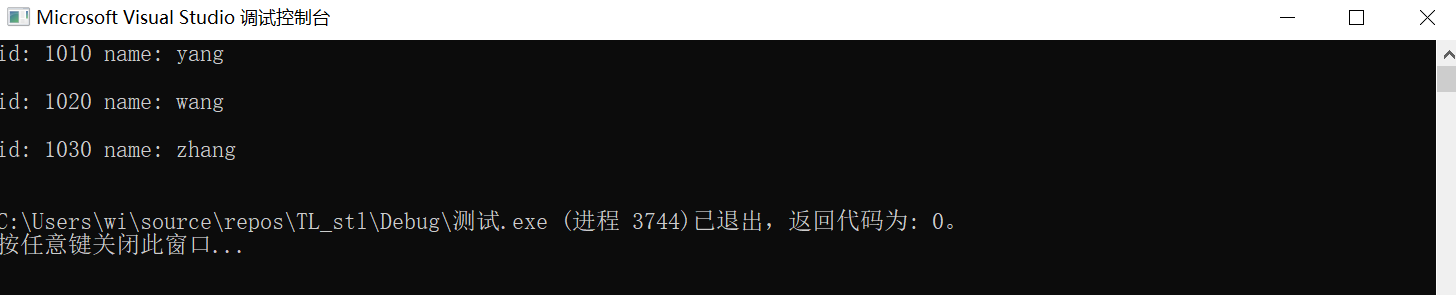 Microsoft Visual Studio 调试控制台
id: 1010 name: yang
id: 1020 name: wang
id: 1030 name: zhang
C:\Users\wi\source\repos\TL_stl\Debug\测试.exe (进程 3744)已退出，返回代码为: 0。
按任意键关闭此窗口...